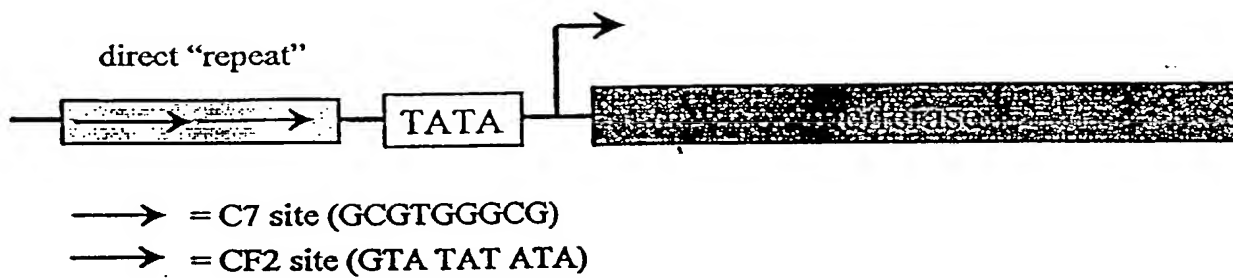 direct “repeat”
TATA
= C7 site (GCGTGGGCG)
= CF2 site (GTA TAT ATA)